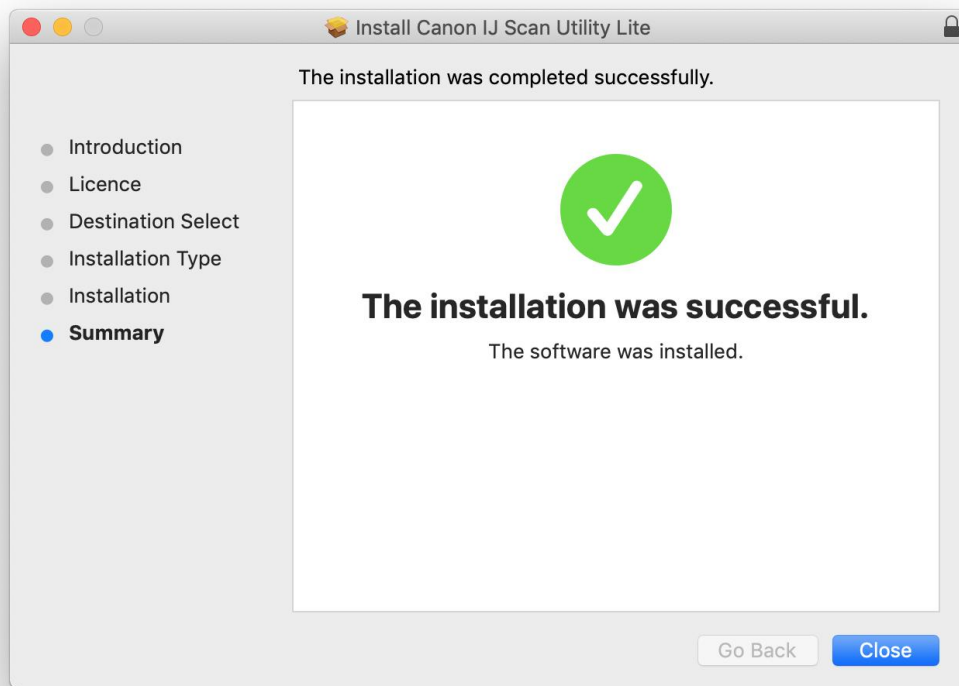 Install Canon IJ Scan Utility Lite
The installation was completed successfully.
Introduction
Licence
Destination Select
Installation Type
Installation
Summary
The installation was successful.
The software was installed.
Go Back
Close